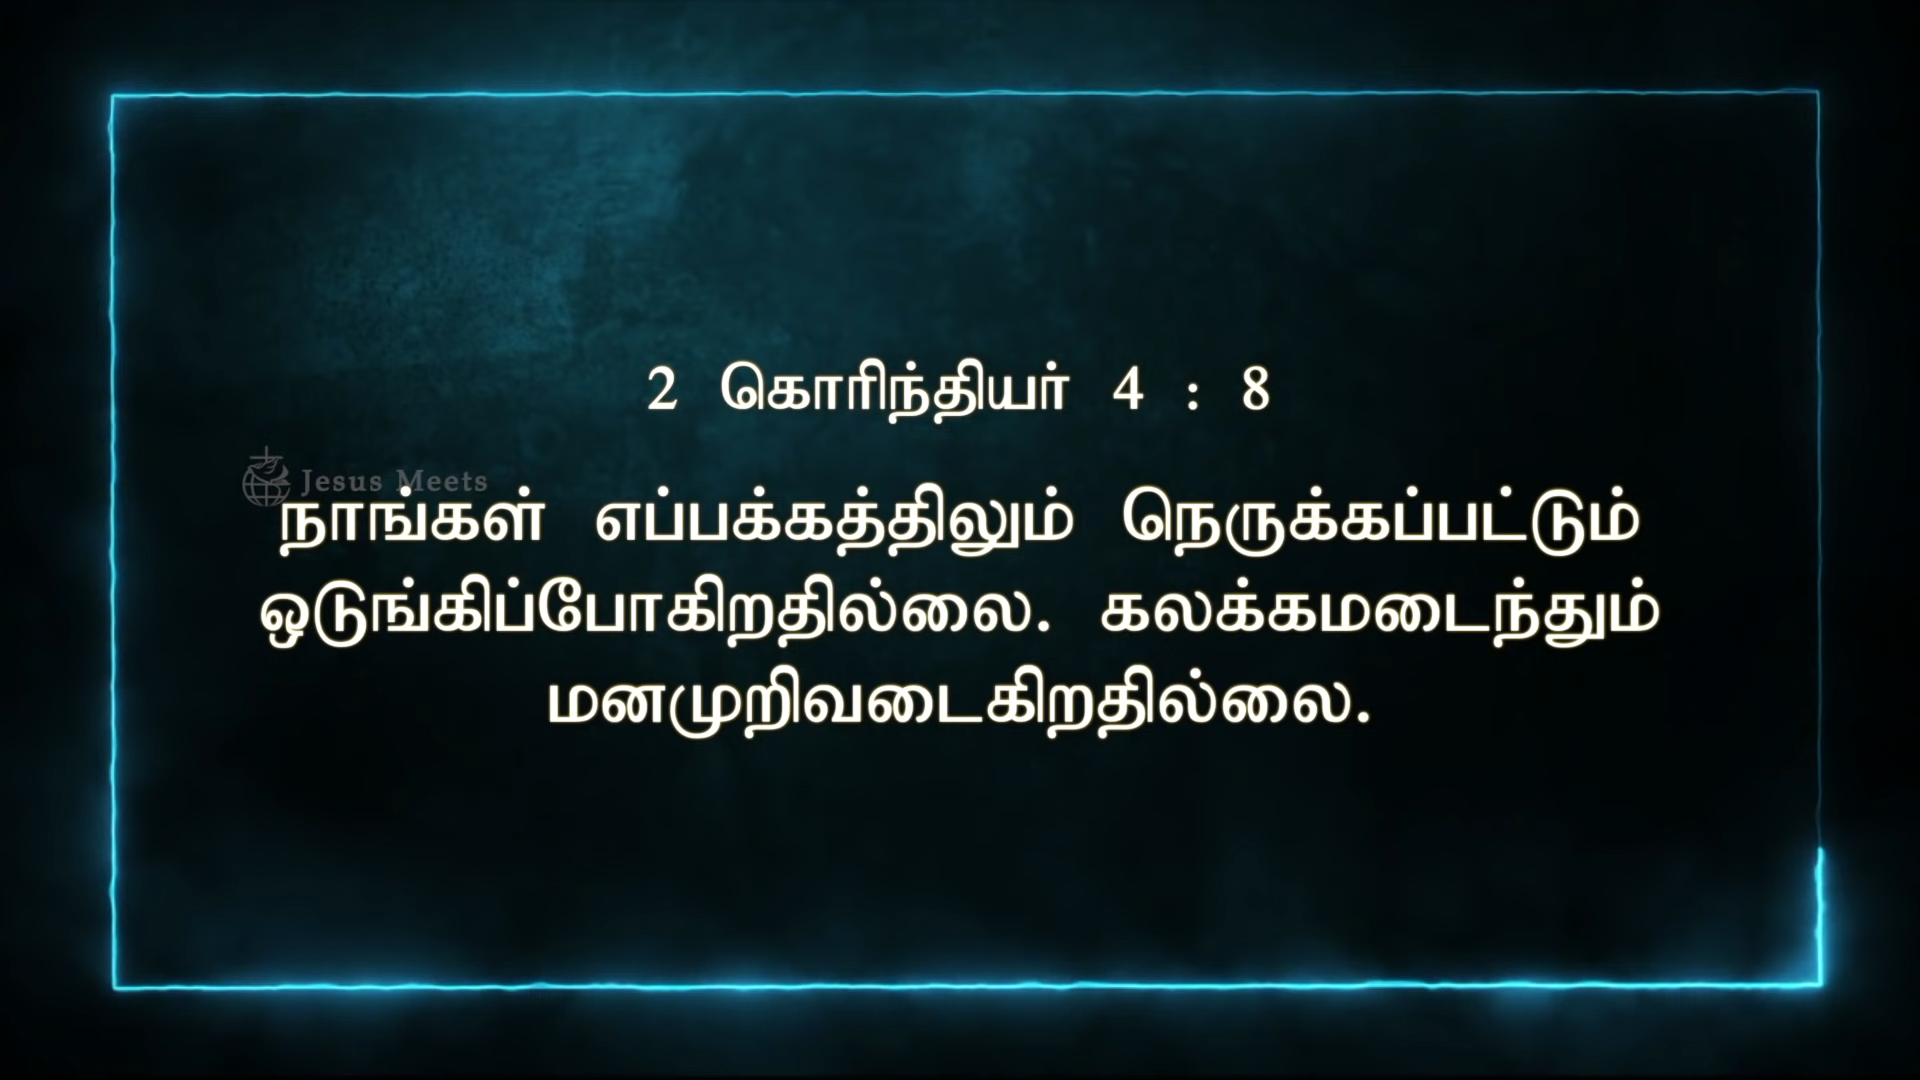 2 கொரிந்தியர் 4 : 8
Jesus Meets
நாங்கள் எப்பக்கத்திலும் நெருக்கப்பட்டும்
ஒடுங்கிப்போகிறதில்லை. கலக்கமடைந்தும்
மனமுறிவடைகிறதில்லை.